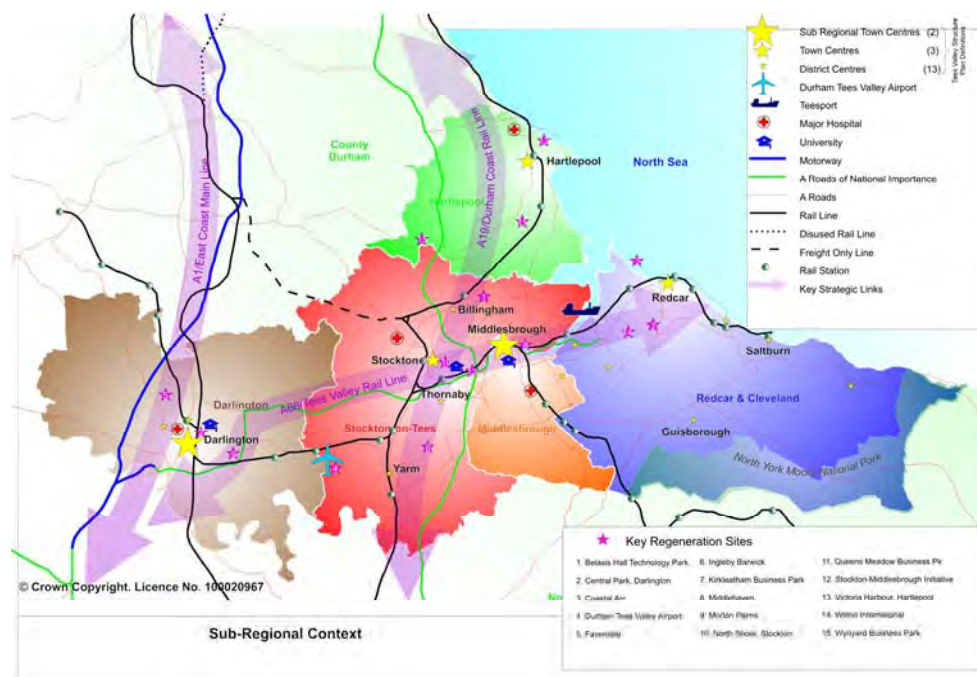 Sub Regional Town Centres (2)
Town Centres (3)
District Centres (13)
Tees Valley Structure
Plan Definitions
Durham Tees Valley Airport
Teesport
Major Hospital
University
Motorway
A Roads of National Importance
A Roads
Rail Line
Disused Rail Line
Freight Only Line
Rail Station
Key Strategic Links
County
Durham
North Sea
Hartlepool
Hartlepool
A1/East Coast Main Line
A19/Durham Coast Rail Line
Billingham
Middlesbrough
Redcar
Saltburn
Stockton
Thornaby
A66/Tees Valley Rail Line
Darlington
Darlington
Stockton-on-Tees
Middlesbrough
Redcar & Cleveland
Guisborough
North York Moors National Park
Yarm
© Crown Copyright. Licence No. 100020967
Sub-Regional Context
Key Regeneration Sites
1. Belasis Hall Technology Park
2. Central Park, Darlington
3. Coastal Arc
4. Durham Tees Valley Airport
5. Faverdale
6. Ingleby Barwick
7. Kirkleatham Business Park
8. Middlehaven
9. Morton Palms
10. North Shore, Stockton
11. Queens Meadow Business Pk
12. Stockton-Middlesbrough Initiative
13. Victoria Harbour, Hartlepool
14. Wilton International
15. Wynyard Business Park